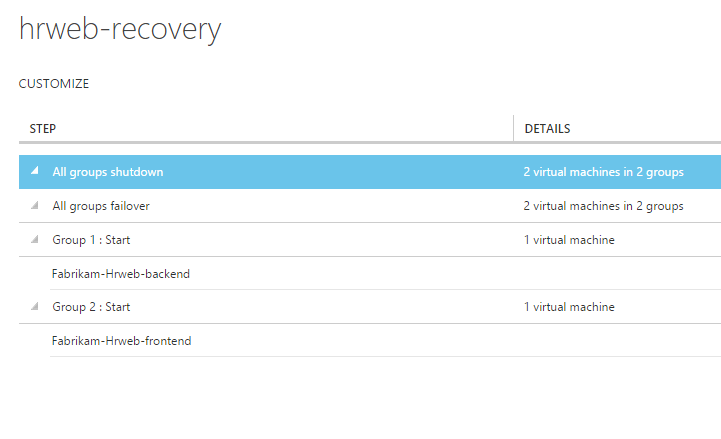 hrweb-recovery
CUSTOMIZE
STEP DETAILS
All groups shutdown 2 virtual machines in 2 groups
All groups failover 2 virtual machines in 2 groups
Group 1 : Start 1 virtual machine
Fabrikam-Hrweb-backend
Group 2 : Start 1 virtual machine
Fabrikam-Hrweb-frontend